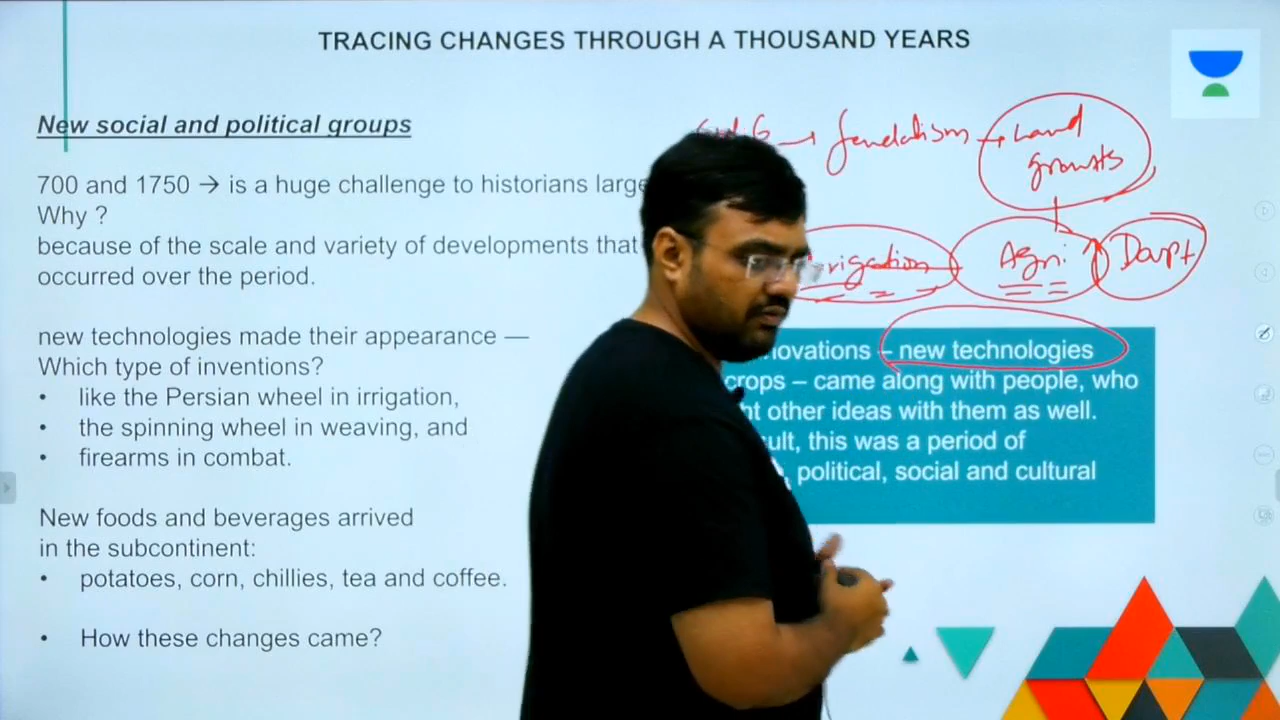 TRACING CHANGES THROUGH A THOUSAND YEARS
New social and political groups
700 and 1750 → is a huge challenge to historians large
Why ?
because of the scale and variety of developments that
occurred over the period.
new technologies made their appearance —
Which type of inventions?
• like the Persian wheel in irrigation,
• the spinning wheel in weaving, and
• firearms in combat.
New foods and beverages arrived
in the subcontinent:
• potatoes, corn, chillies, tea and coffee.
• How these changes came?
→ feudalism → Land
grants
Agri
novations – new technologies
crops – came along with people, who
ht other ideas with them as well.
ult, this was a period of
political, social and cultural